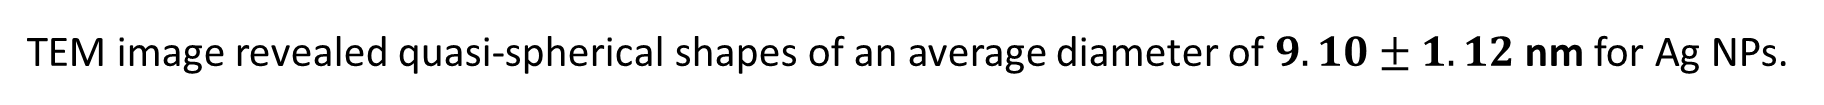 TEM image revealed quasi-spherical shapes of an average diameter of 9.10 ± 1.12 nm for Ag NPs.